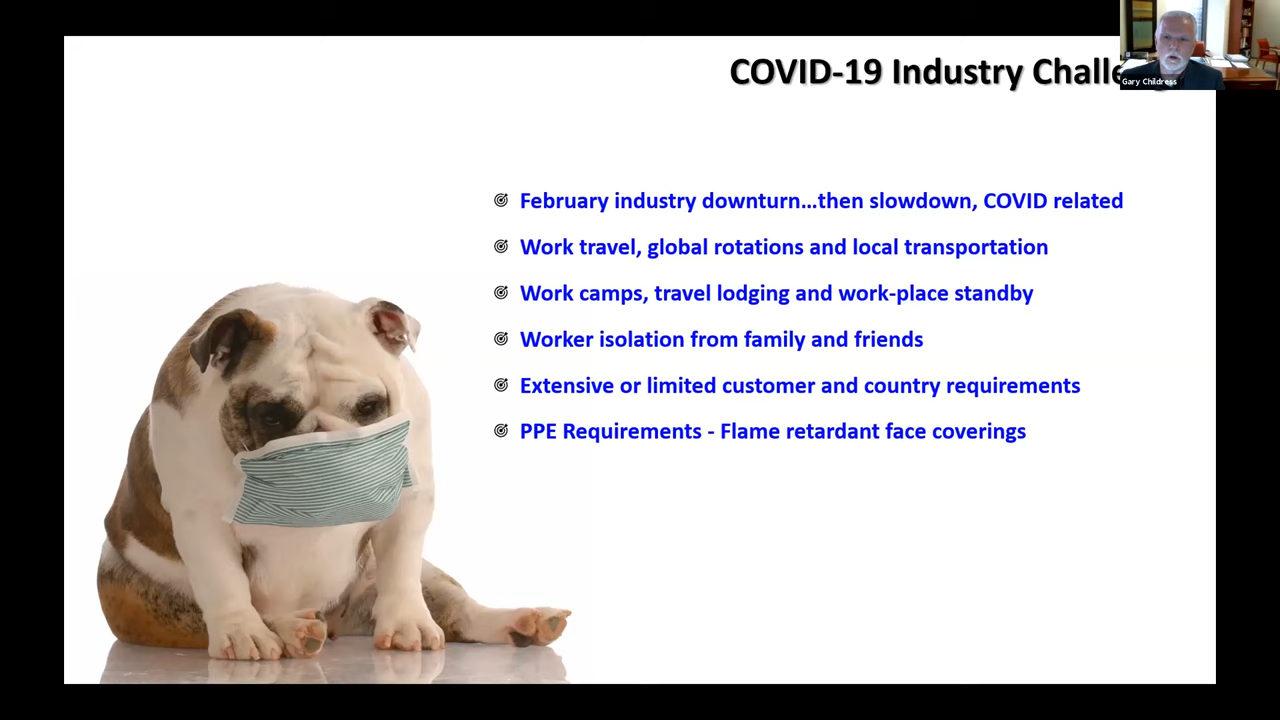 COVID-19 Industry
Gary Childress
February industry downturn...then slowdown, COVID related
Work travel, global rotations and local transportation
Work camps, travel lodging and work-place standby
Worker isolation from family and friends
Extensive or limited customer and country requirements
PPE Requirements - Flame retardant face coverings